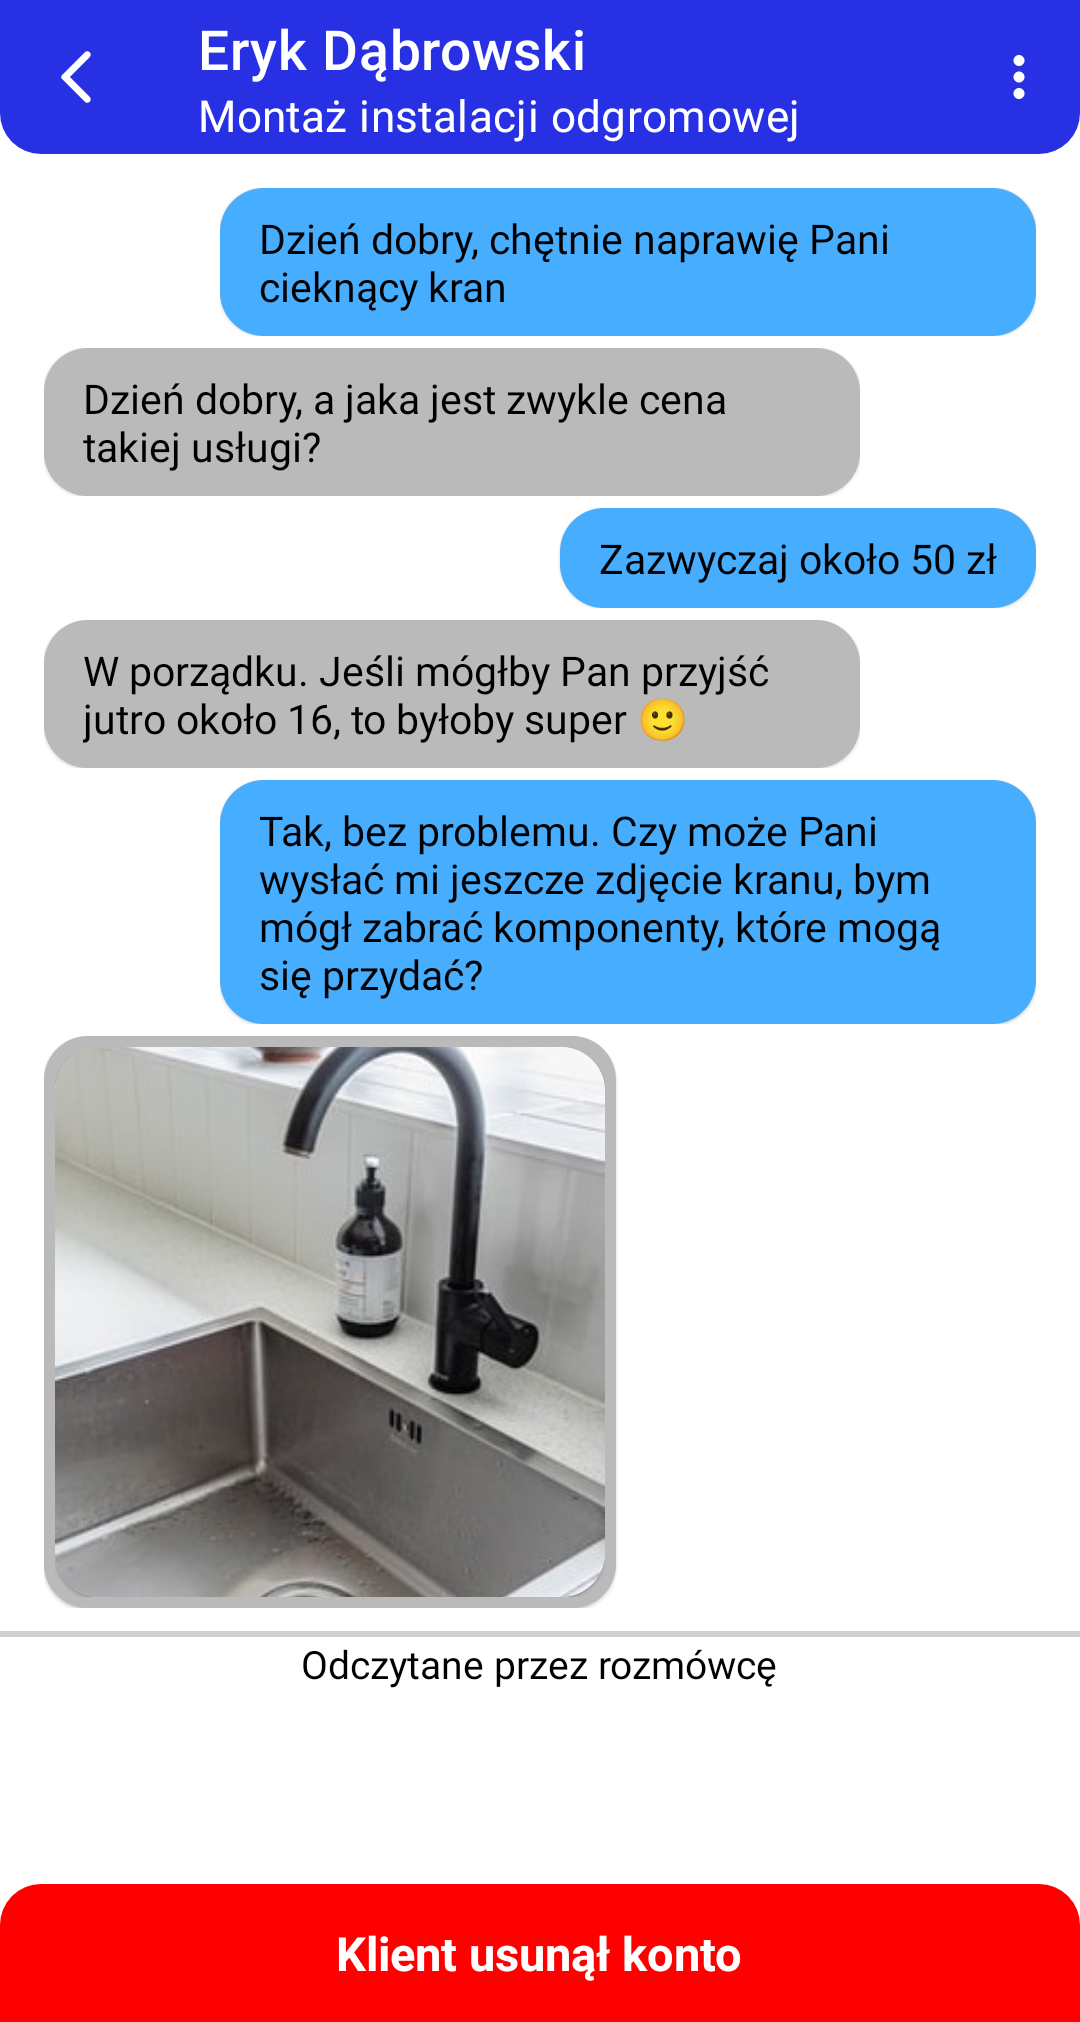 Eryk Dąbrowski
Montaż instalacji odgromowej
Dzień dobry, chętnie naprawię Pani
cieknący kran
Dzień dobry, a jaka jest zwykle cena
takiej usługi?
Zazwyczaj około 50 zł
W porządku. Jeśli mógłby Pan przyjść
jutro około 16, to byłoby super 🙂
Tak, bez problemu. Czy może Pani
wysłać mi jeszcze zdjęcie kranu, bym
mógł zabrać komponenty, które mogą
się przydać?
Odczytane przez rozmówcę
Klient usunął konto